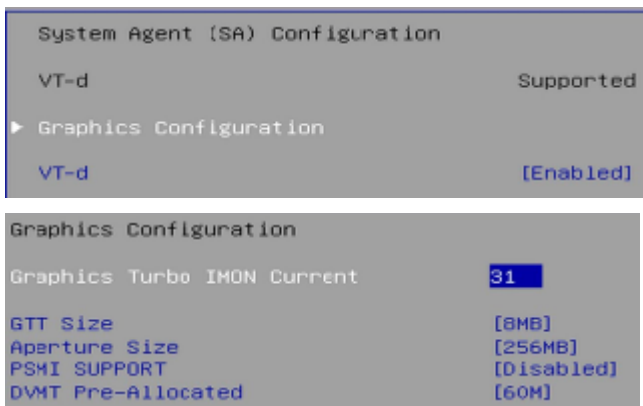 System Agent (SA) Configuration
VT-d Supported
► Graphics Configuration
VT-d [Enabled]
Graphics Configuration
Graphics Turbo IMON Current 31
GTT Size [8MB]
Aperture Size [256MB]
PSMI SUPPORT [Disabled]
DVMT Pre-Allocated [60M]